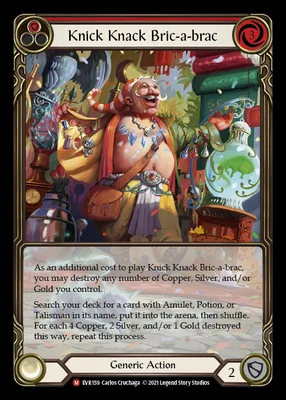 Knick Knack Bric-a-brac
As an additional cost to play Knick Knack Bric-a-brac,
you may destroy any number of Copper, Silver, and/or
Gold you control.
Search your deck for a card with Amulet, Potion, or
Talisman in its name, put it into the arena, then shuffle.
For each 4 Copper, 2 Silver, and/or 1 Gold destroyed
this way, repeat this process.
Generic Action
2
M EVR159 Carlos Cruchaga © 2021 Legend Story Studios